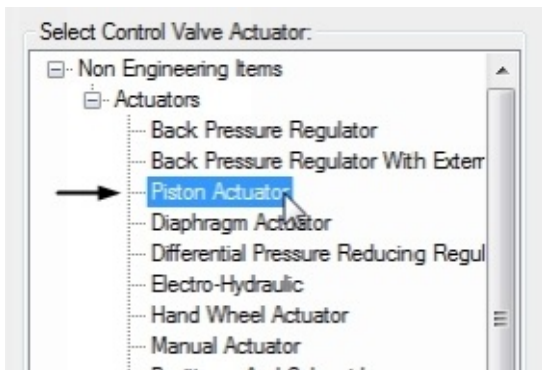 Select Control Valve Actuator:
Non Engineering Items
Actuators
Back Pressure Regulator
Back Pressure Regulator With Extern
Piston Actuator
Diaphragm Actuator
Differential Pressure Reducing Regul
Electro-Hydraulic
Hand Wheel Actuator
Manual Actuator